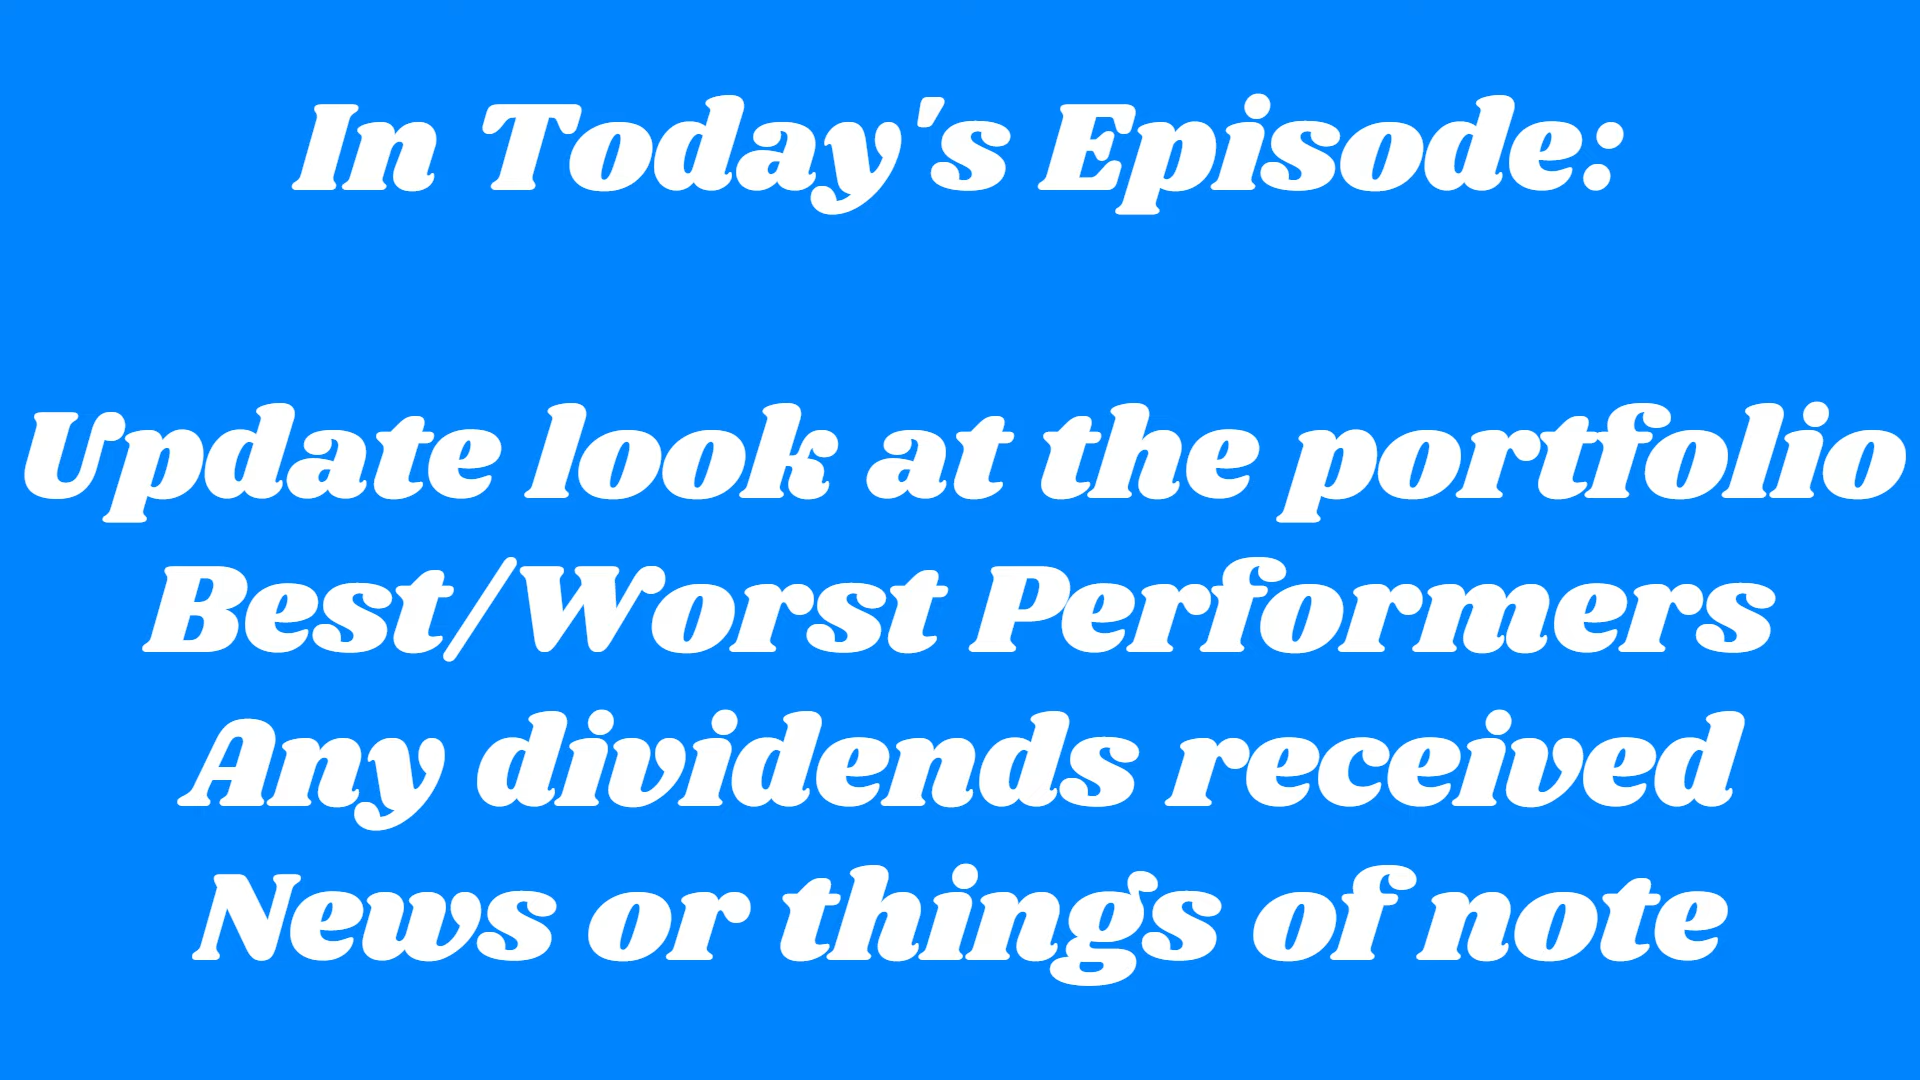 In Today's Episode:
Update look at the portfolio
Best/Worst Performers
Any dividends received
News or things of note